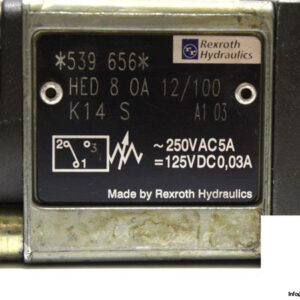 Rexroth
Hydraulics
*539 656*
HED 8 OA 12/100
K14 S A1 03
2 3
1
~250VAC5A
=125VDC0,03A
Made by Rexroth Hydraulics